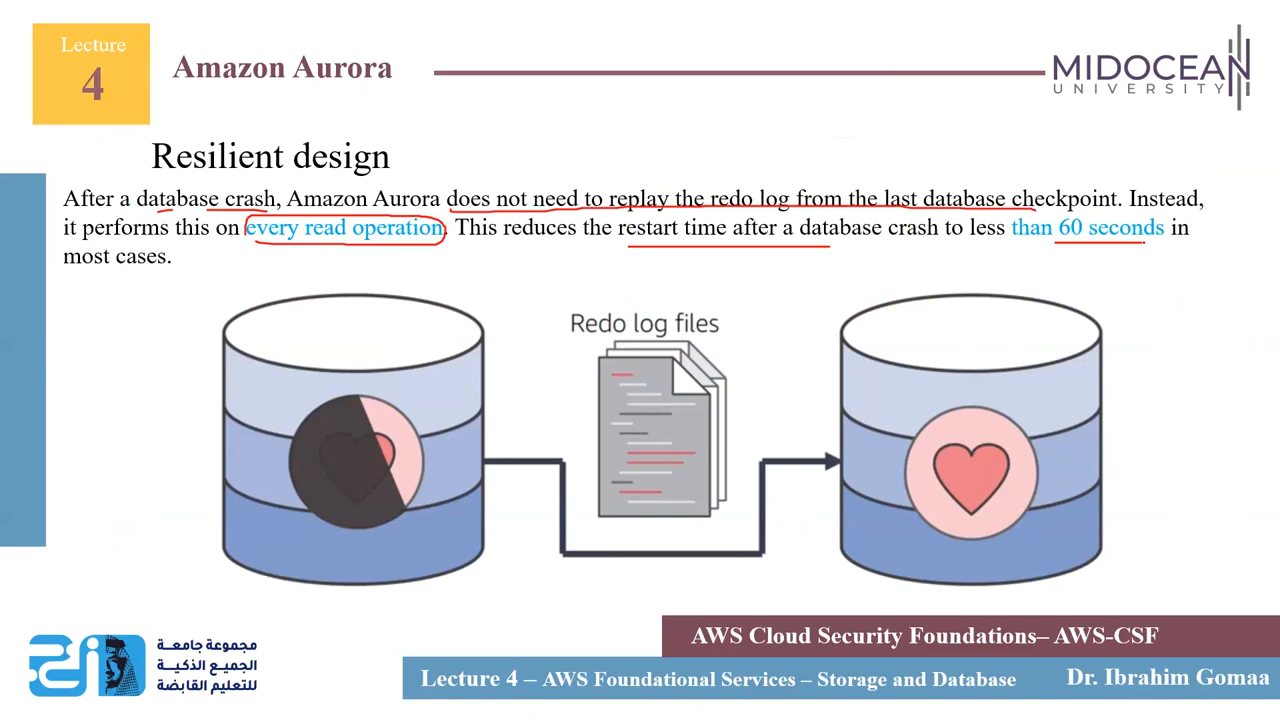 Lecture
4
Amazon Aurora
MIDOCEAN
UNIVERSITY
Resilient design
After a database crash, Amazon Aurora does not need to replay the redo log from the last database checkpoint. Instead,
it performs this on every read operation. This reduces the restart time after a database crash to less than 60 seconds in
most cases.
Redo log files
مجموعة جامعة
الجميع الذكية
للتعليم القابضة
AWS Cloud Security Foundations– AWS-CSF
Lecture 4 – AWS Foundational Services – Storage and Database
Dr. Ibrahim Gomaa